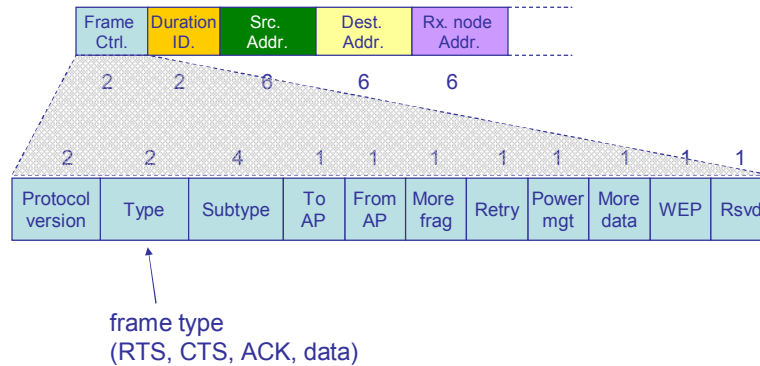 Frame Duration Src. Dest. Rx. node
Ctrl. ID. Addr. Addr. Addr.
2 2 6 6 6
2 2 4 1 1 1 1 1 1 1 1
Protocol Type Subtype To From More Retry Power More WEP Rsvd
version AP AP frag mgt data
frame type
(RTS, CTS, ACK, data)